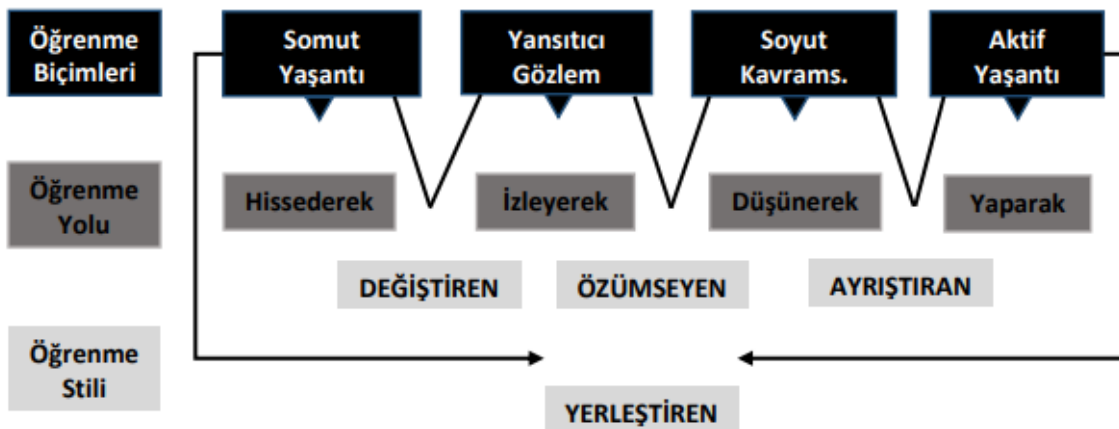 Öğrenme
Biçimleri
Somut
Yaşantı
Yansıtıcı
Gözlem
Soyut
Kavrams.
Aktif
Yaşantı
Öğrenme
Yolu
Hissederek
İzleyerek
Düşünerek
Yaparak
DEĞİŞTİREN
ÖZÜMSEYEN
AYRIŞTIRAN
Öğrenme
Stili
YERLEŞTİREN